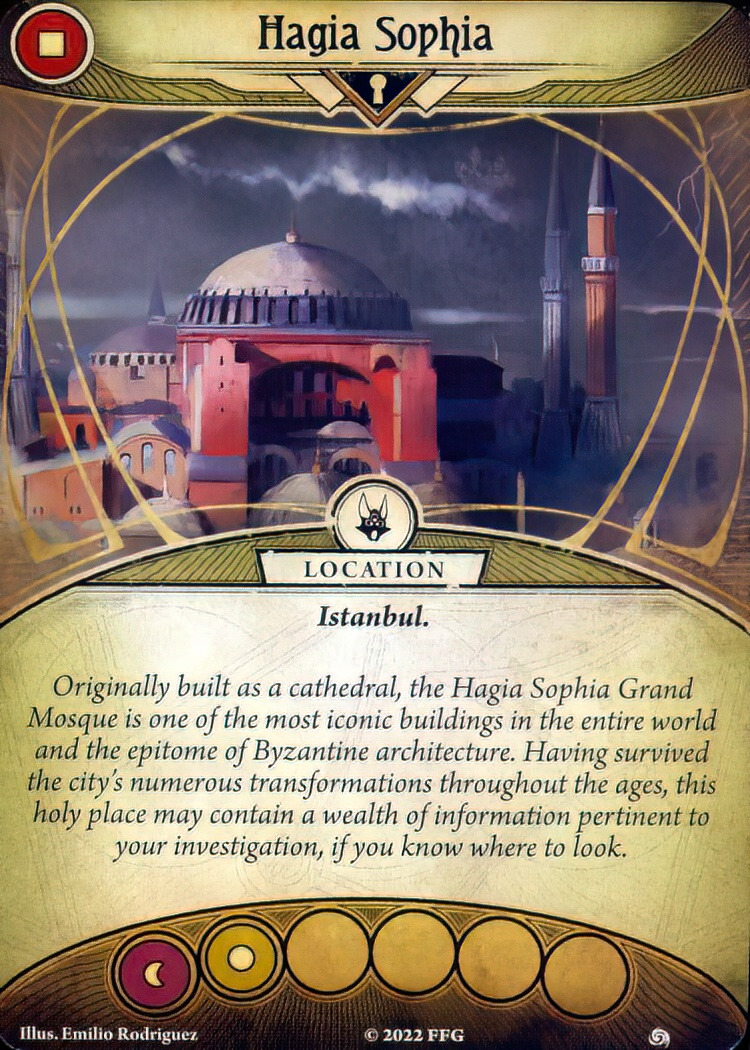 Hagia Sophia
LOCATION
Istanbul.
Originally built as a cathedral, the Hagia Sophia Grand
Mosque is one of the most iconic buildings in the entire world
and the epitome of Byzantine architecture. Having survived
the city's numerous transformations throughout the ages, this
holy place may contain a wealth of information pertinent to
your investigation, if you know where to look.
Illus. Emilio Rodriguez
© 2022 FFG